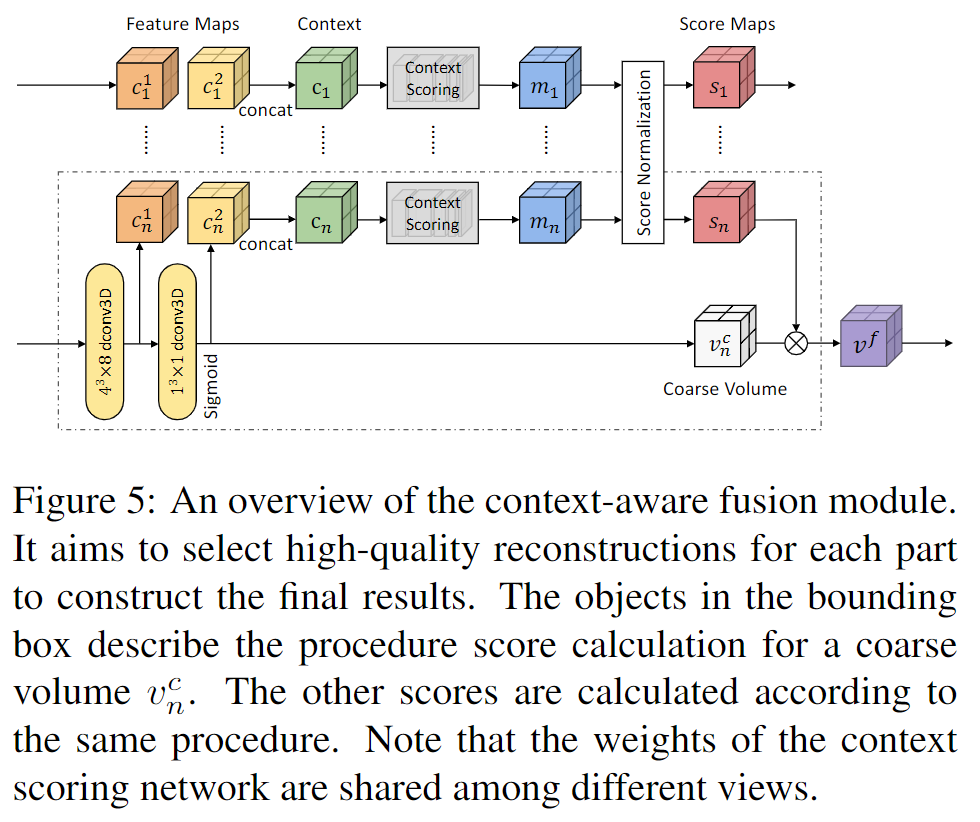 Feature Maps
Context
Score Maps
c_1^1
c_1^2
concat
c_1
Context
Scoring
m_1
Score Normalization
s_1
c_n^1
c_n^2
concat
c_n
Context
Scoring
m_n
s_n
4^3×8 dconv3D
1^3×1 dconv3D
Sigmoid
v_n^c
v^f
Coarse Volume
Figure 5: An overview of the context-aware fusion module.
It aims to select high-quality reconstructions for each part
to construct the final results. The objects in the bounding
box describe the procedure score calculation for a coarse
volume v_n^c. The other scores are calculated according to
the same procedure. Note that the weights of the context
scoring network are shared among different views.